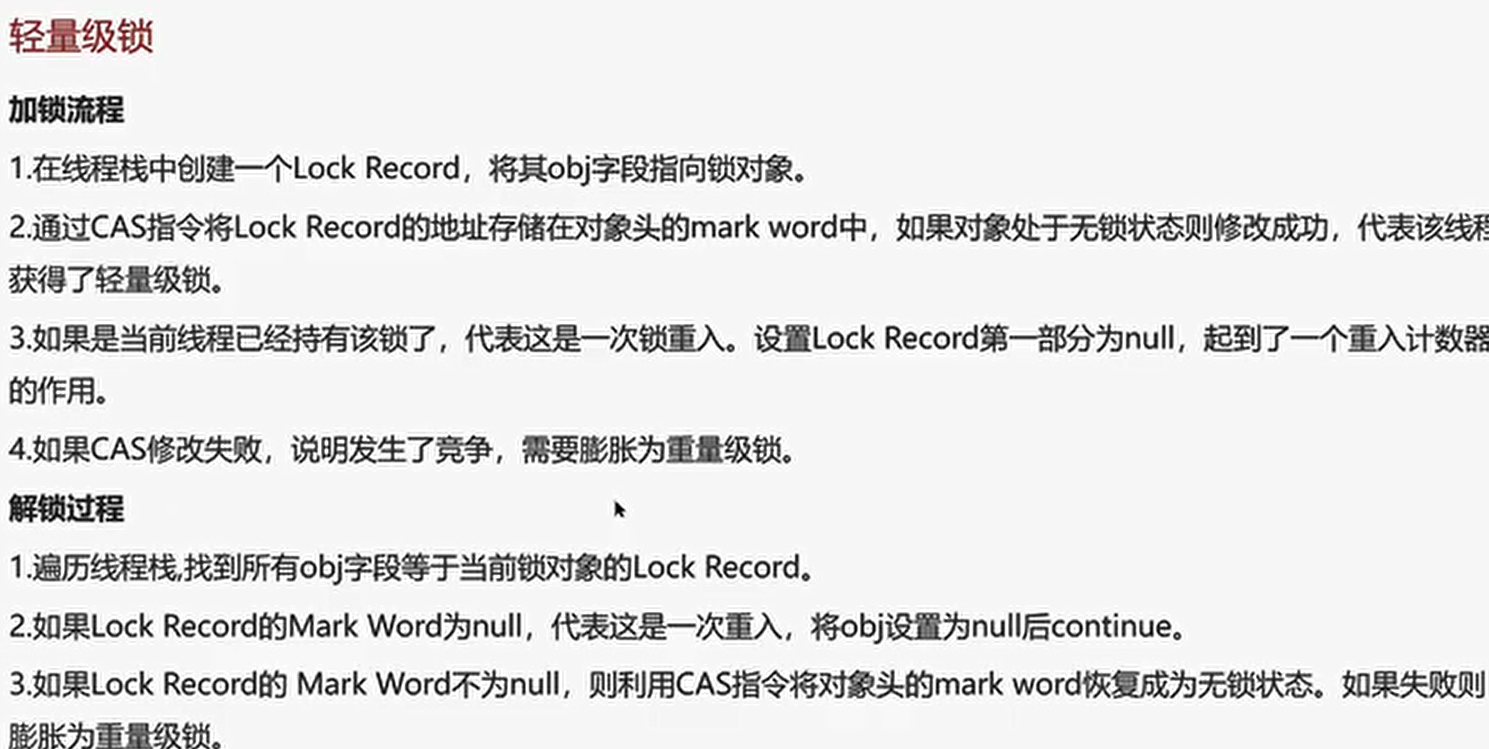 轻量级锁
加锁流程
1.在线程栈中创建一个Lock Record，将其obj字段指向锁对象。
2.通过CAS指令将Lock Record的地址存储在对象头的mark word中，如果对象处于无锁状态则修改成功，代表该线程
获得了轻量级锁。
3.如果是当前线程已经持有该锁了，代表这是一次锁重入。设置Lock Record第一部分为null，起到了一个重入计数器
的作用。
4.如果CAS修改失败，说明发生了竞争，需要膨胀为重量级锁。
解锁过程
1.遍历线程栈,找到所有obj字段等于当前锁对象的Lock Record。
2.如果Lock Record的Mark Word为null，代表这是一次重入，将obj设置为null后continue。
3.如果Lock Record的 Mark Word不为null，则利用CAS指令将对象头的mark word恢复成为无锁状态。如果失败则
膨胀为重量级锁。